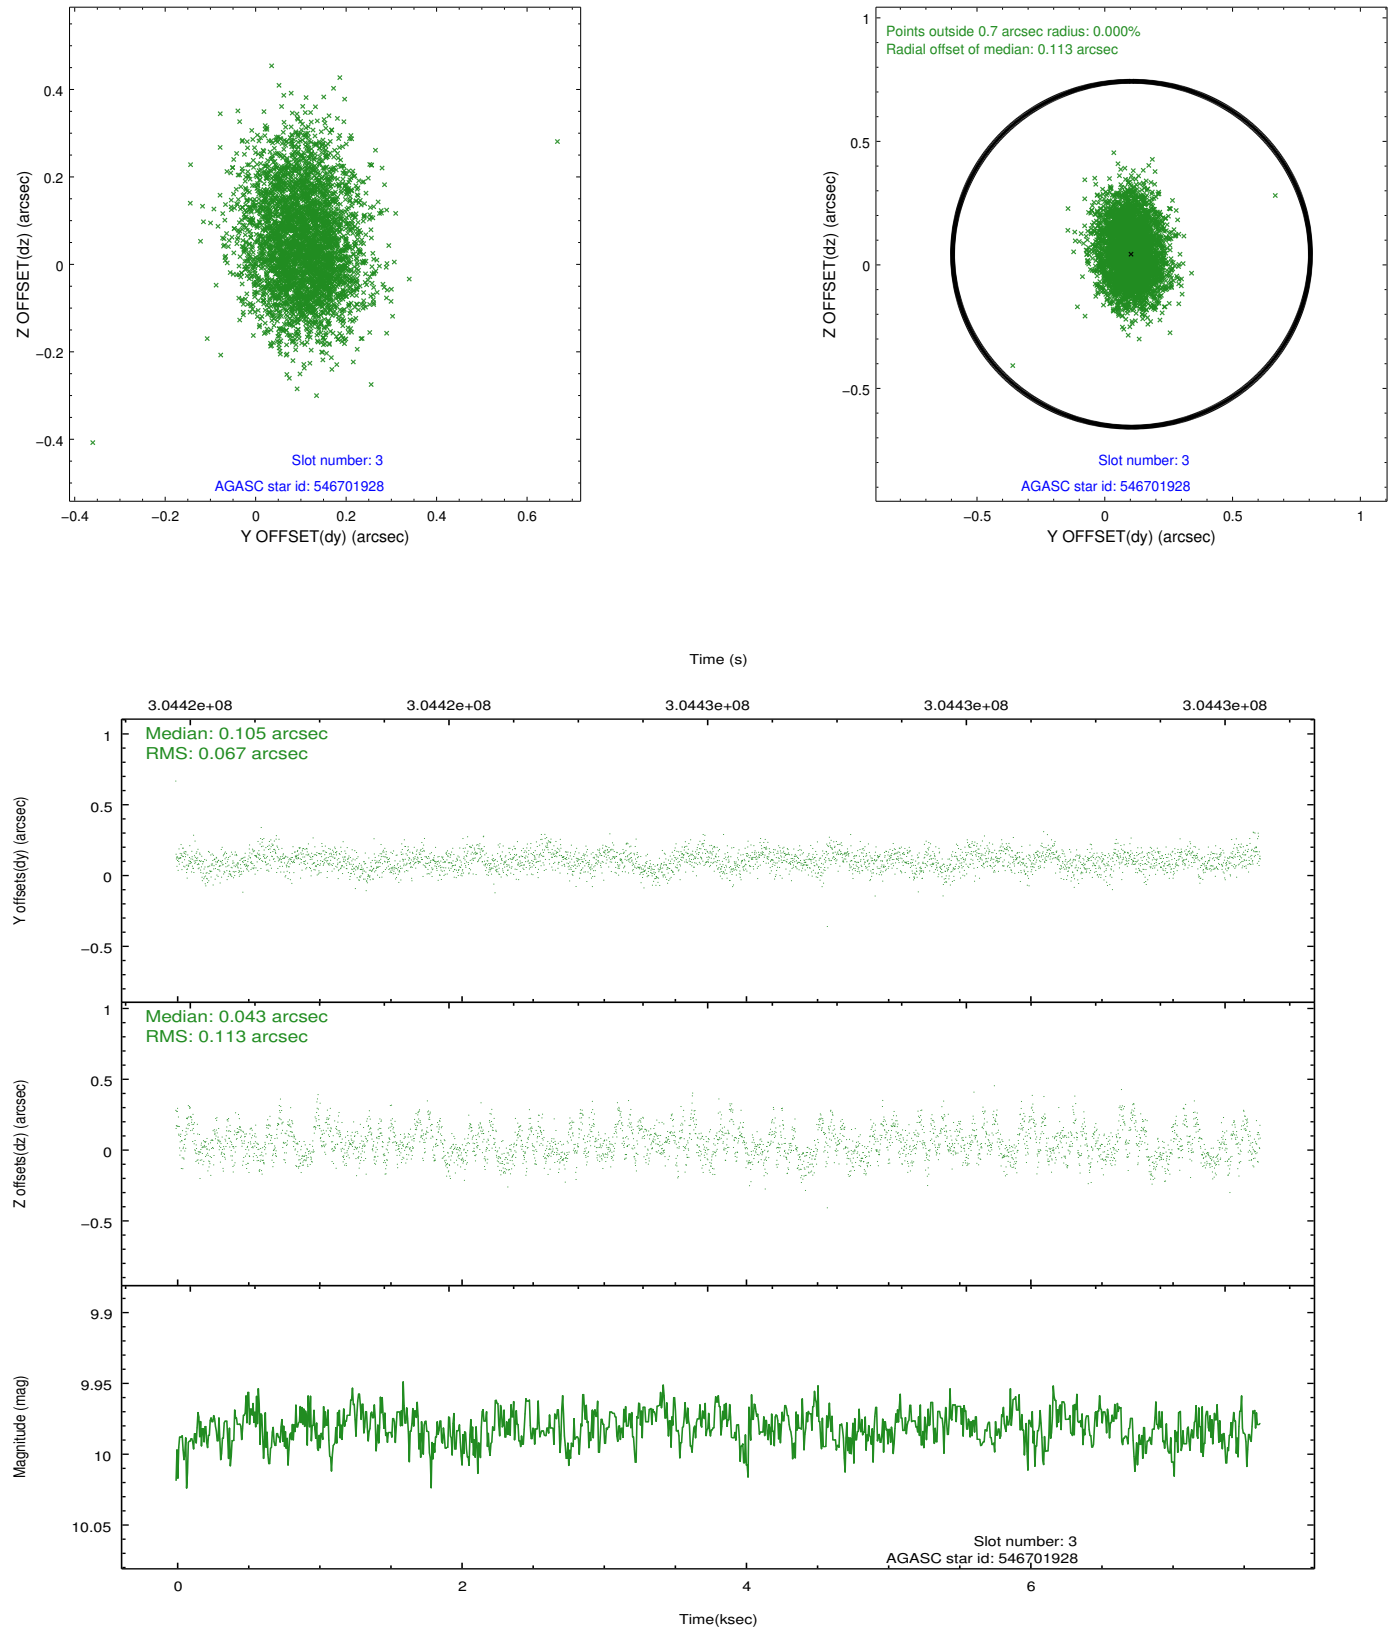 0.4
0.2
0
−0.2
−0.4
Z OFFSET(dz) (arcsec)
Slot number: 3
AGASC star id: 546701928
−0.4 −0.2 0 0.2 0.4 0.6
Y OFFSET(dy) (arcsec)
Points outside 0.7 arcsec radius: 0.000%
Radial offset of median: 0.113 arcsec
1
0.5
0
−0.5
Z OFFSET(dz) (arcsec)
Slot number: 3
AGASC star id: 546701928
−0.5 0 0.5 1
Y OFFSET(dy) (arcsec)
Time (s)
3.0442e+08 3.0442e+08 3.0443e+08 3.0443e+08 3.0443e+08
Median: 0.105 arcsec
RMS: 0.067 arcsec
1
0.5
0
−0.5
Y offsets(dy) (arcsec)
Median: 0.043 arcsec
RMS: 0.113 arcsec
1
0.5
0
−0.5
Z offsets(dz) (arcsec)
9.9
9.95
10
10.05
Magnitude (mag)
Slot number: 3
AGASC star id: 546701928
0 2 4 6
Time(ksec)